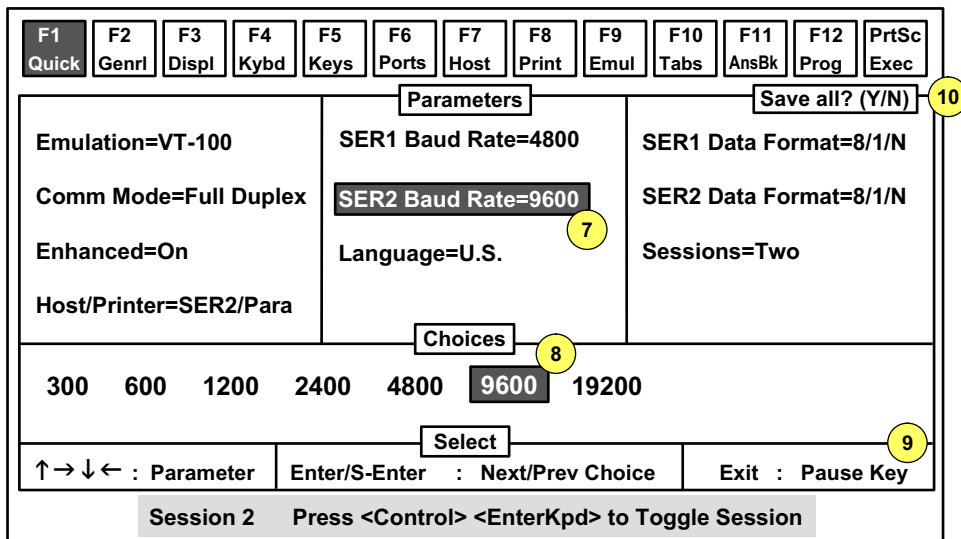 F1 F2 F3 F4 F5 F6 F7 F8 F9 F10 F11 F12 PrtSc
Quick Genrl Displ Kybd Keys Ports Host Print Emul Tabs AnsBk Prog Exec
Parameters Save all? (Y/N) 10
Emulation=VT-100 SER1 Baud Rate=4800 SER1 Data Format=8/1/N
Comm Mode=Full Duplex SER2 Baud Rate=9600 SER2 Data Format=8/1/N
7
Enhanced=On Language=U.S. Sessions=Two
Host/Printer=SER2/Para
Choices
8
300 600 1200 2400 4800 9600 19200
Select
9
↑→↓← : Parameter Enter/S-Enter : Next/Prev Choice Exit : Pause Key
Session 2 Press <Control> <EnterKpd> to Toggle Session